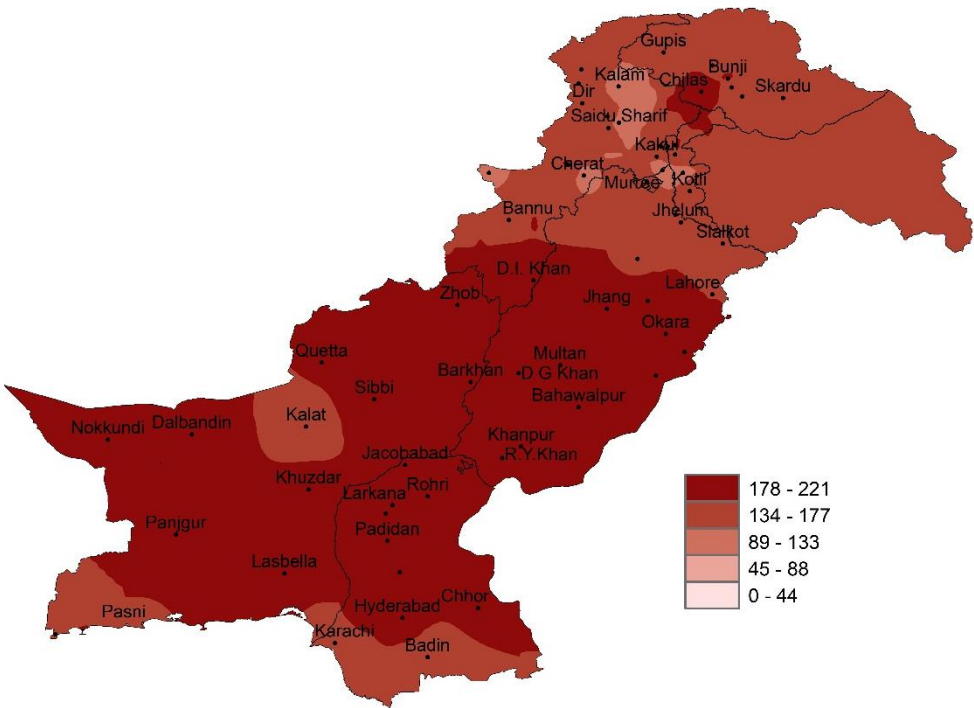 Gupis
Bunji
Kalam
Chilas
Skardu
Dir
Saidu Sharif
Kakul
Cherat
Murree
Kotli
Bannu
Jhelum
Sialkot
D.I. Khan
Zhob
Lahore
Jhang
Okara
Quetta
Multan
Barkhan
D G Khan
Sibbi
Bahawalpur
Kalat
Nokkundi
Dalbandin
Khanpur
R.Y.Khan
Jacobabad
Khuzdar
Rohri
Larkana
Panjgur
Padidan
Lasbella
Pasni
Hyderabad
Chhor
Karachi
Badin
178 - 221
134 - 177
89 - 133
45 - 88
0 - 44